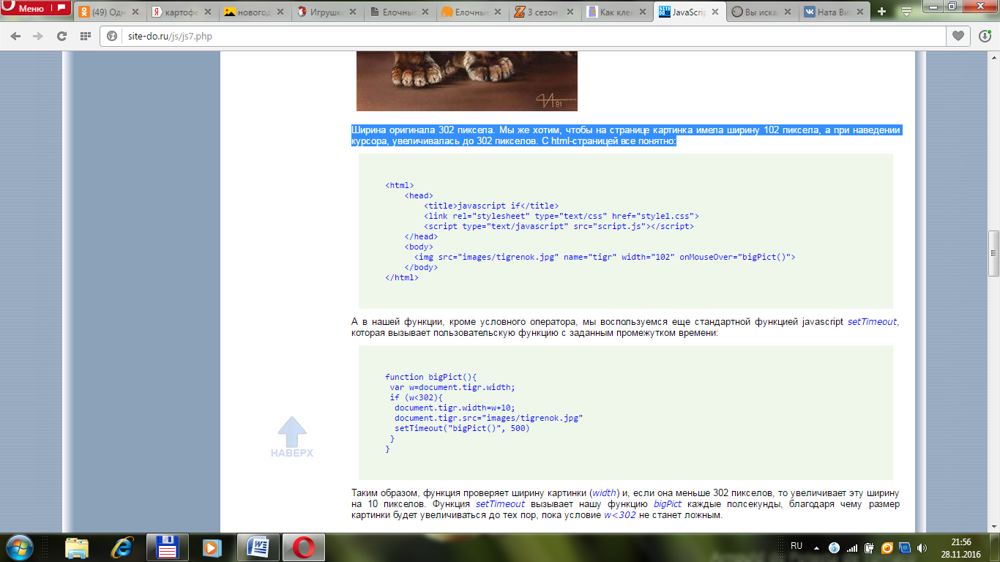 Меню
(49) Одн
картофе
новогод
Игрушки
Елочные
Елочные
3 сезон
Как клеи
JavaScrip
Вы иска
Ната Вит
site-do.ru/js/js7.php
91
Ширина оригинала 302 пиксела. Мы же хотим, чтобы на странице картинка имела ширину 102 пиксела, а при наведении
курсора, увеличивалась до 302 пикселов. С html-страницей все понятно:
<html>
<head>
<title>javascript if</title>
<link rel="stylesheet" type="text/css" href="style1.css">
<script type="text/javascript" src="script.js"></script>
</head>
<body>
<img src="images/tigrenok.jpg" name="tigr" width="102" onMouseOver="bigPict()">
</body>
</html>
А в нашей функции, кроме условного оператора, мы воспользуемся еще стандартной функцией javascript setTimeout,
которая вызывает пользовательскую функцию с заданным промежутком времени:
function bigPict(){
var w=document.tigr.width;
if (w<302){
document.tigr.width=w+10;
document.tigr.src="images/tigrenok.jpg"
setTimeout("bigPict()", 500)
}
}
НАВЕРХ
Таким образом, функция проверяет ширину картинки (width) и, если она меньше 302 пикселов, то увеличивает эту ширину
на 10 пикселов. Функция setTimeout вызывает нашу функцию bigPict каждые полсекунды, благодаря чему размер
картинки будет увеличиваться до тех пор, пока условие w<302 не станет ложным.
RU
21:56
28.11.2016